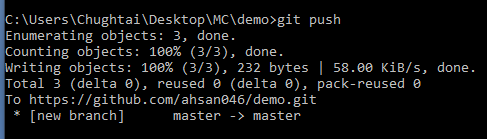 C:\Users\Chughtai\Desktop\MC\demo>git push
Enumerating objects: 3, done.
Counting objects: 100% (3/3), done.
Writing objects: 100% (3/3), 232 bytes | 58.00 KiB/s, done.
Total 3 (delta 0), reused 0 (delta 0), pack-reused 0
To https://github.com/ahsan046/demo.git
 * [new branch]      master -> master